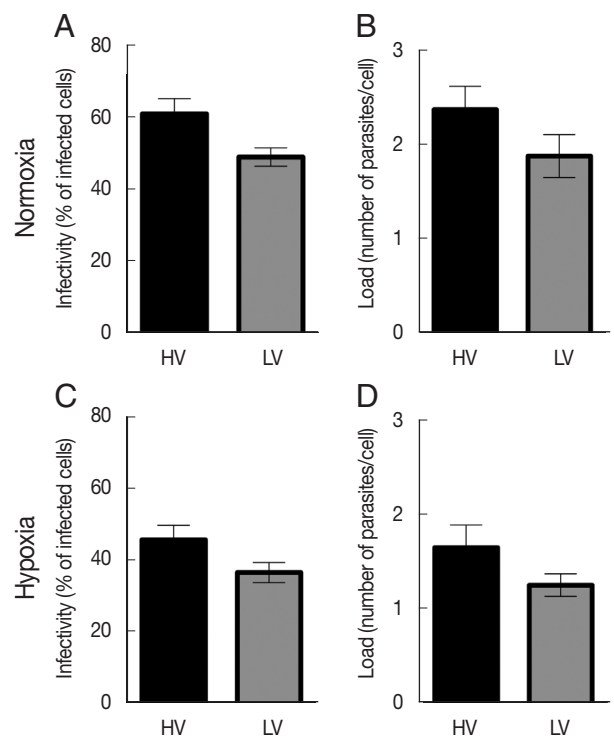 A
Normoxia
Infectivity (% of infected cells)
80
60
40
20
0
HV LV
B
Load (number of parasites/cell)
3
2
1
0
HV LV
C
Hypoxia
Infectivity (% of infected cells)
80
60
40
20
0
HV LV
D
Load (number of parasites/cell)
3
2
1
0
HV LV